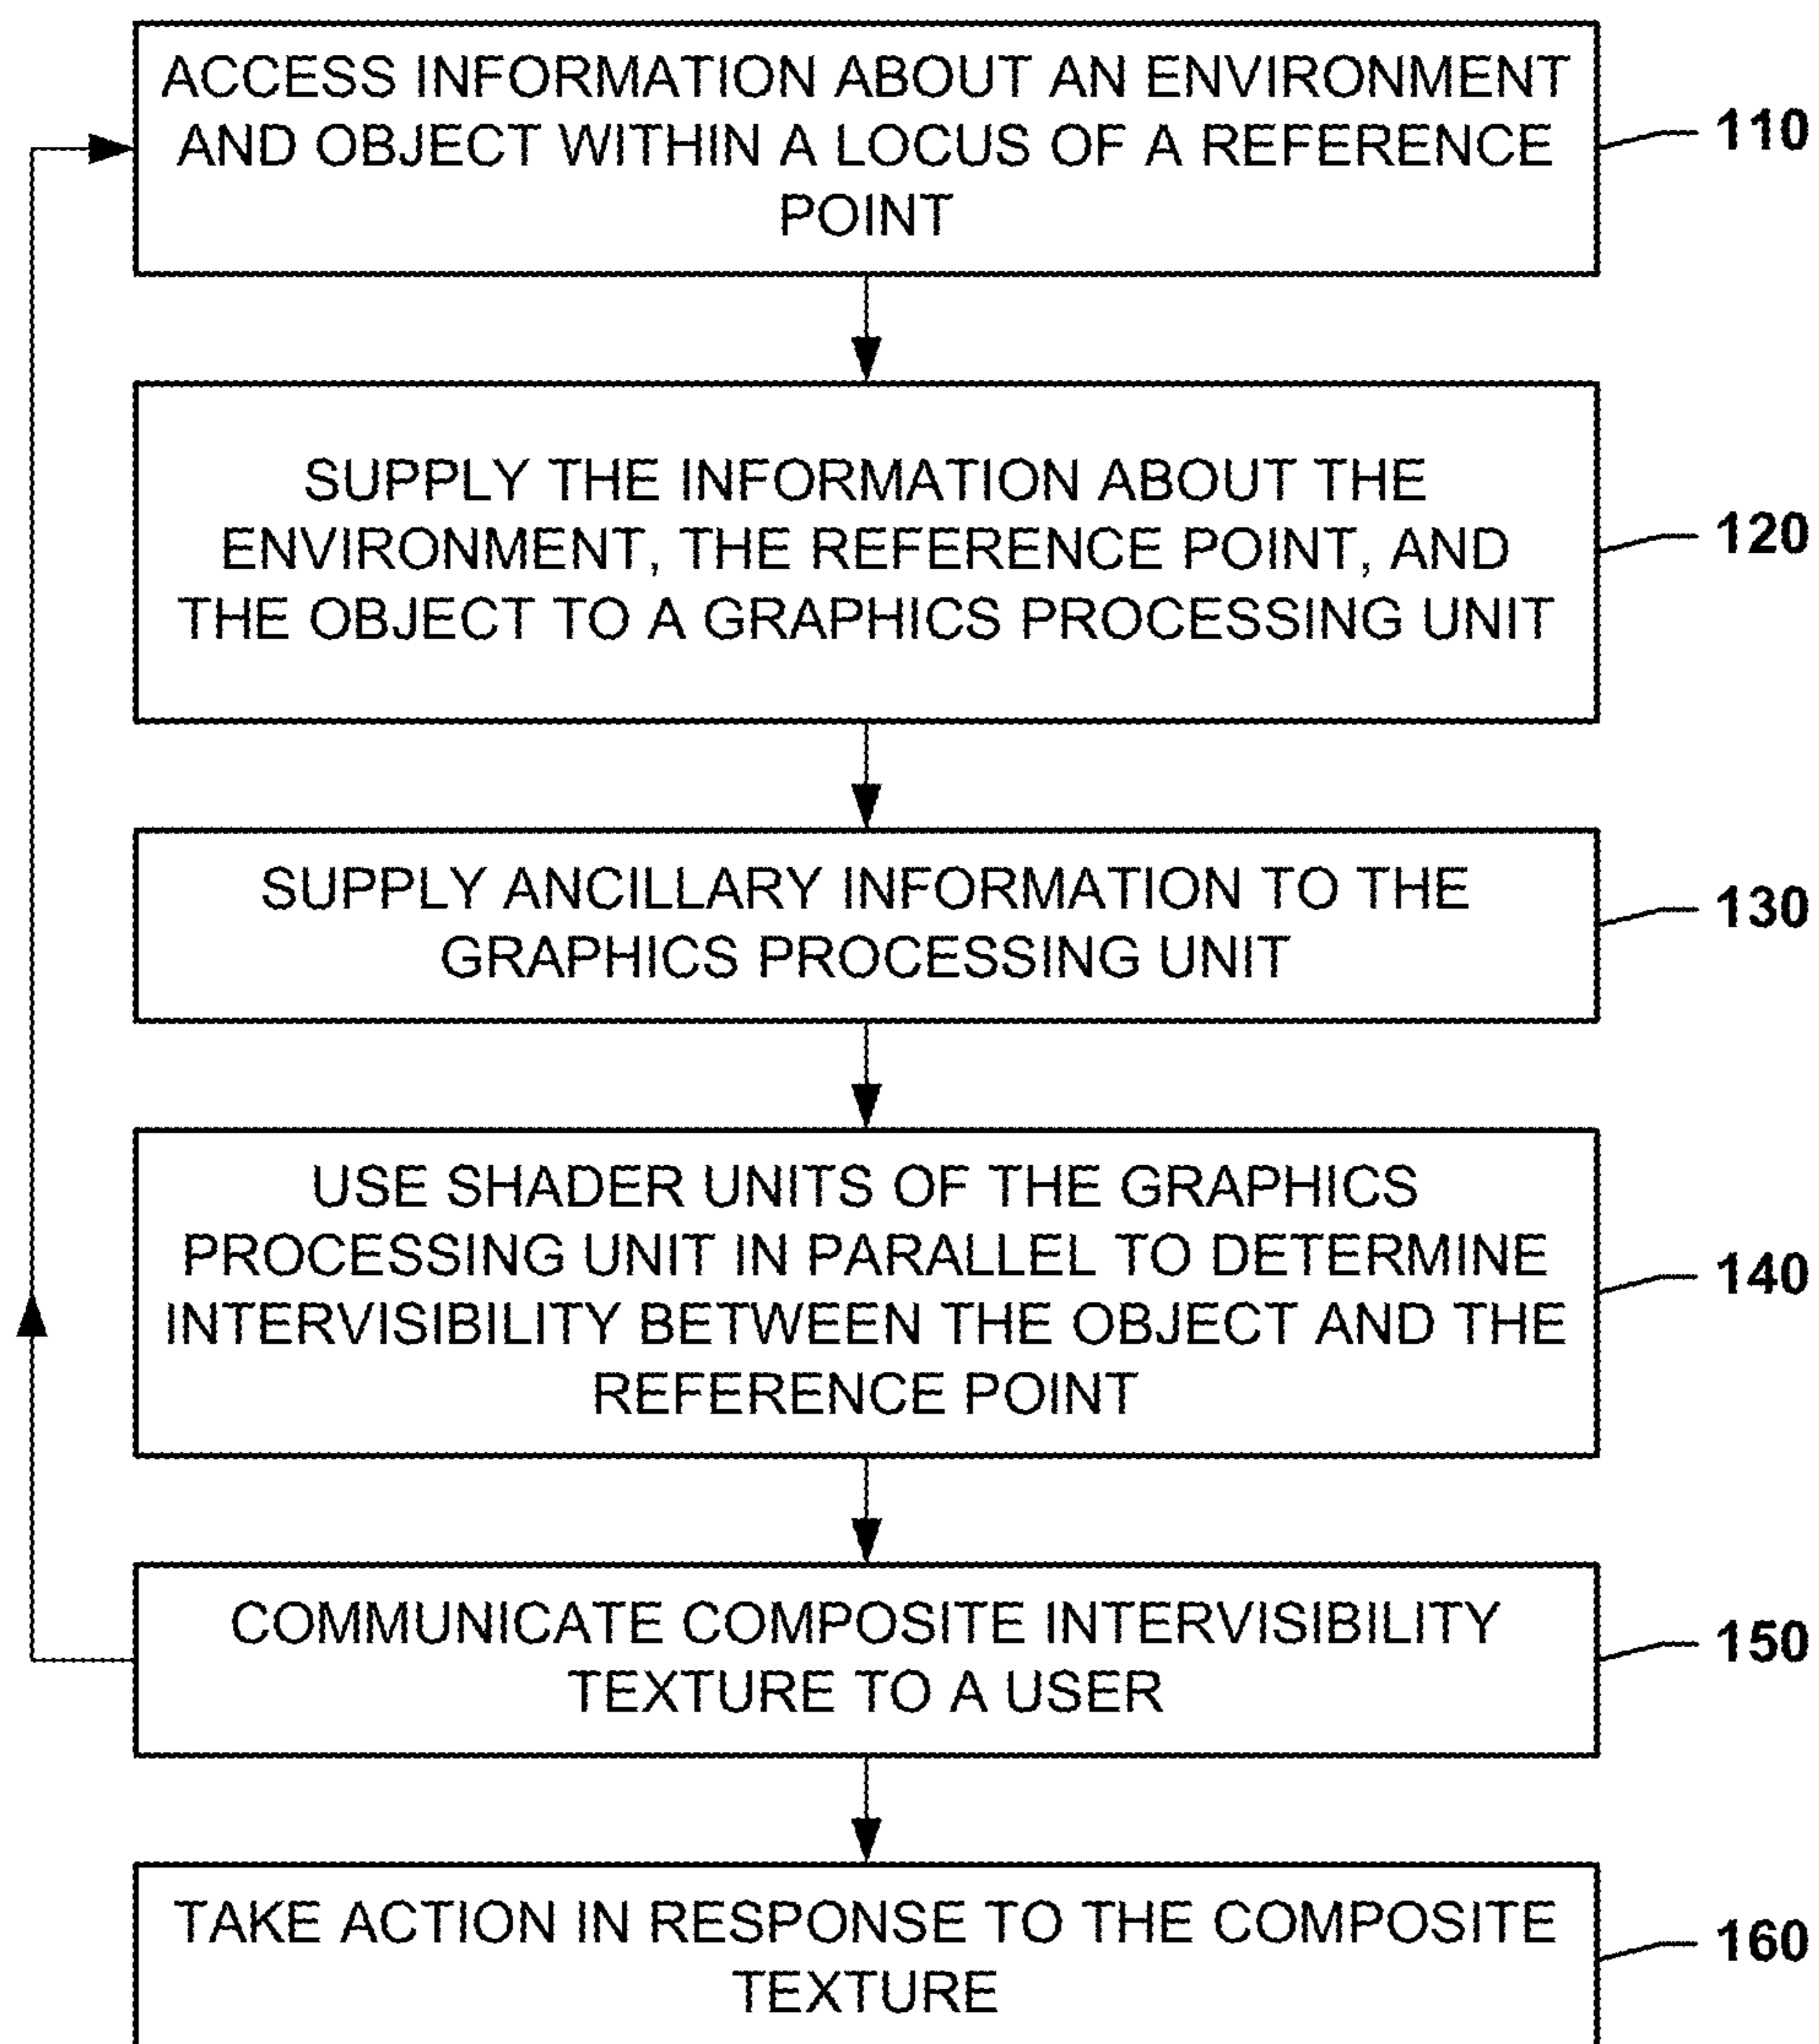 ACCESS INFORMATION ABOUT AN ENVIRONMENT
AND OBJECT WITHIN A LOCUS OF A REFERENCE
POINT
110
SUPPLY THE INFORMATION ABOUT THE
ENVIRONMENT, THE REFERENCE POINT, AND
THE OBJECT TO A GRAPHICS PROCESSING UNIT
120
SUPPLY ANCILLARY INFORMATION TO THE
GRAPHICS PROCESSING UNIT
130
USE SHADER UNITS OF THE GRAPHICS
PROCESSING UNIT IN PARALLEL TO DETERMINE
INTERVISIBILITY BETWEEN THE OBJECT AND THE
REFERENCE POINT
140
COMMUNICATE COMPOSITE INTERVISIBILITY
TEXTURE TO A USER
150
TAKE ACTION IN RESPONSE TO THE COMPOSITE
TEXTURE
160